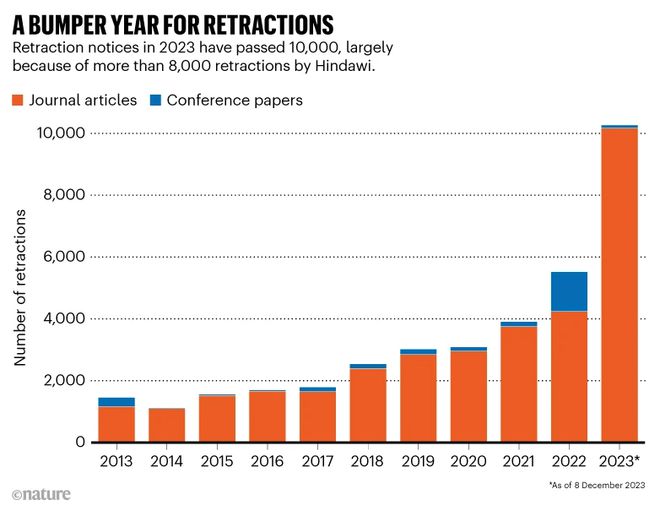 A BUMPER YEAR FOR RETRACTIONS
Retraction notices in 2023 have passed 10,000, largely
because of more than 8,000 retractions by Hindawi.
Journal articles Conference papers
Number of retractions
10,000
8,000
6,000
4,000
2,000
0
2013 2014 2015 2016 2017 2018 2019 2020 2021 2022 2023*
*As of 8 December 2023
©nature